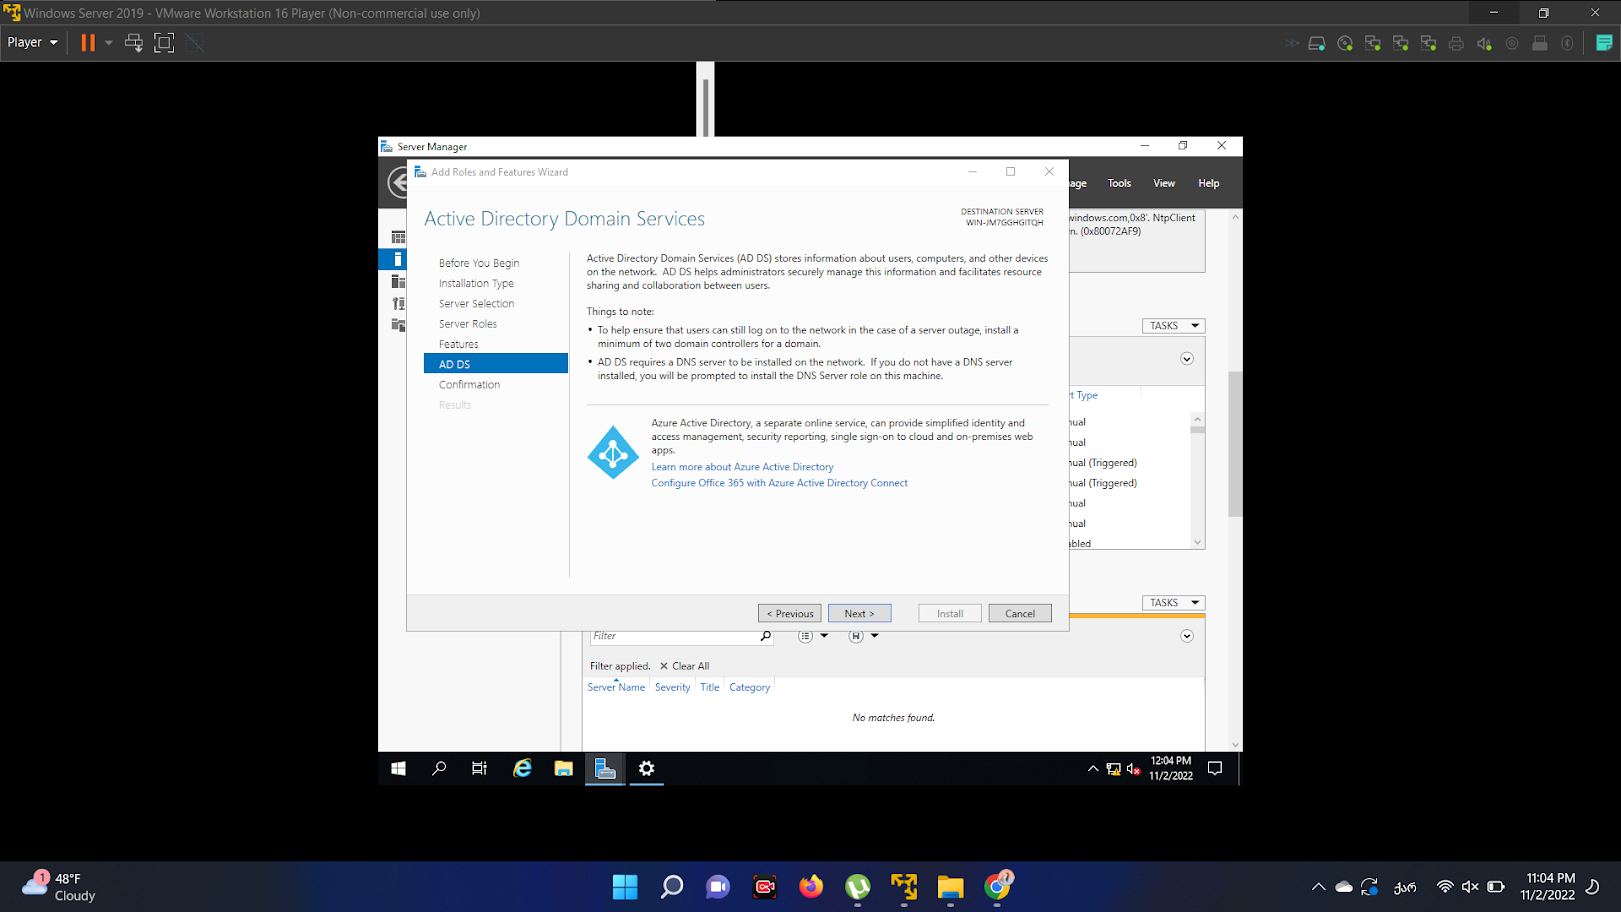 Windows Server 2019 - VMware Workstation 16 Player (Non-commercial use only)
Player
Server Manager
Add Roles and Features Wizard
age Tools View Help
Active Directory Domain Services
DESTINATION SERVER
WIN-JM7GGHGITQH
windows.com,0x8'. NtpClient
n. (0x80072AF9)
Before You Begin
Installation Type
Server Selection
Server Roles
Features
AD DS
Confirmation
Results
Active Directory Domain Services (AD DS) stores information about users, computers, and other devices
on the network. AD DS helps administrators securely manage this information and facilitates resource
sharing and collaboration between users.
Things to note:
• To help ensure that users can still log on to the network in the case of a server outage, install a
minimum of two domain controllers for a domain.
• AD DS requires a DNS server to be installed on the network. If you do not have a DNS server
installed, you will be prompted to install the DNS Server role on this machine.
Azure Active Directory, a separate online service, can provide simplified identity and
access management, security reporting, single sign-on to cloud and on-premises web
apps.
Learn more about Azure Active Directory
Configure Office 365 with Azure Active Directory Connect
TASKS
rt Type
nual
nual
nual (Triggered)
nual (Triggered)
nual
nual
abled
< Previous Next > Install Cancel
TASKS
Filter
Filter applied. Clear All
Server Name Severity Title Category
No matches found.
12:04 PM
11/2/2022
1
48°F
Cloudy
ქარ
11:04 PM
11/2/2022